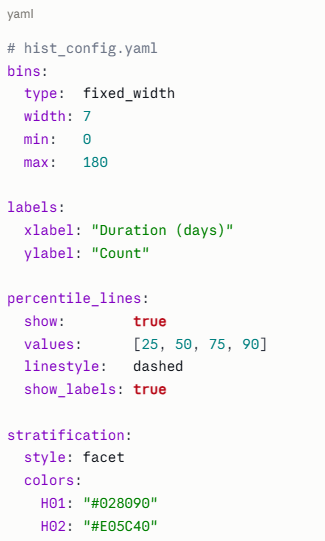 yaml
# hist_config.yaml
bins:
  type:  fixed_width
  width: 7
  min:   0
  max:   180

labels:
  xlabel: "Duration (days)"
  ylabel: "Count"

percentile_lines:
  show:        true
  values:      [25, 50, 75, 90]
  linestyle:   dashed
  show_labels: true

stratification:
  style: facet
  colors:
    H01: "#028090"
    H02: "#E05C40"